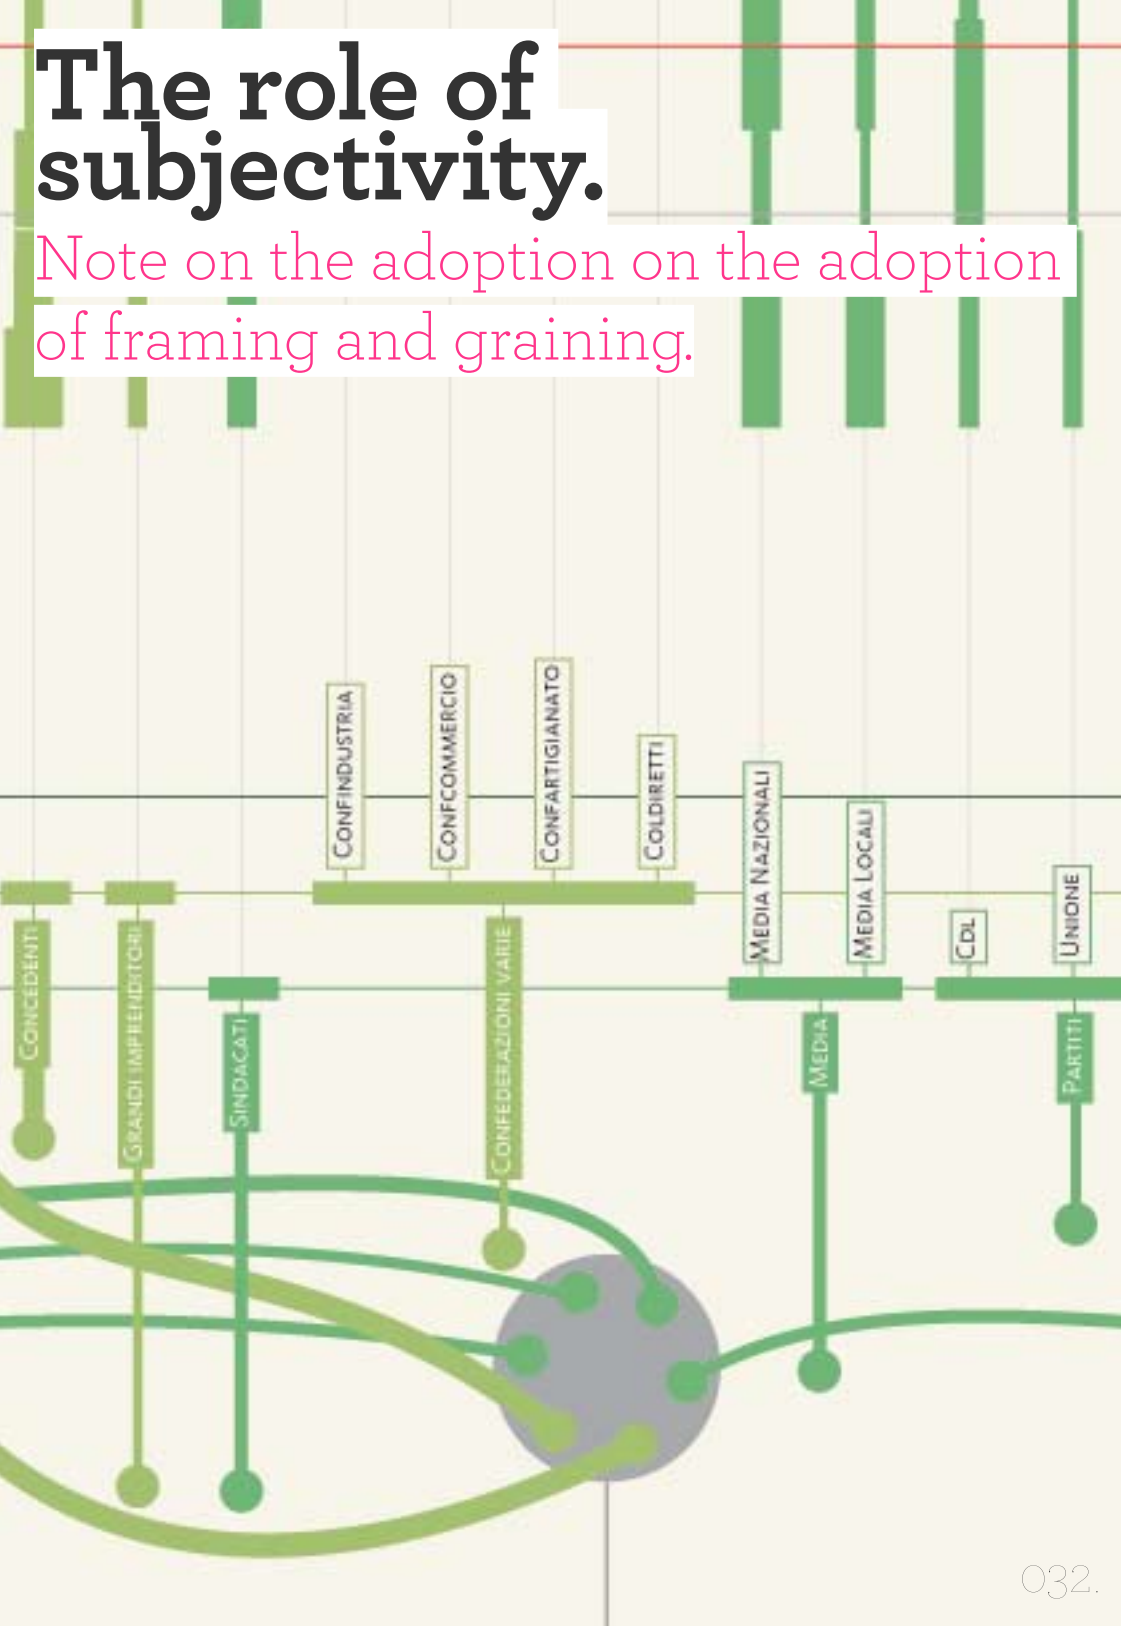 The role of
subjectivity.
Note on the adoption on the adoption
of framing and graining.
CONFINDUSTRIA
CONFCOMMERCIO
CONFARTIGIANATO
COLDIRETTI
MEDIA NAZIONALI
MEDIA LOCALI
CDL
UNIONE
CONCEDENTI
GRANDI IMPRENDITORI
SINDACATI
CONFEDERAZIONI VARIE
MEDIA
PARTITI
032.